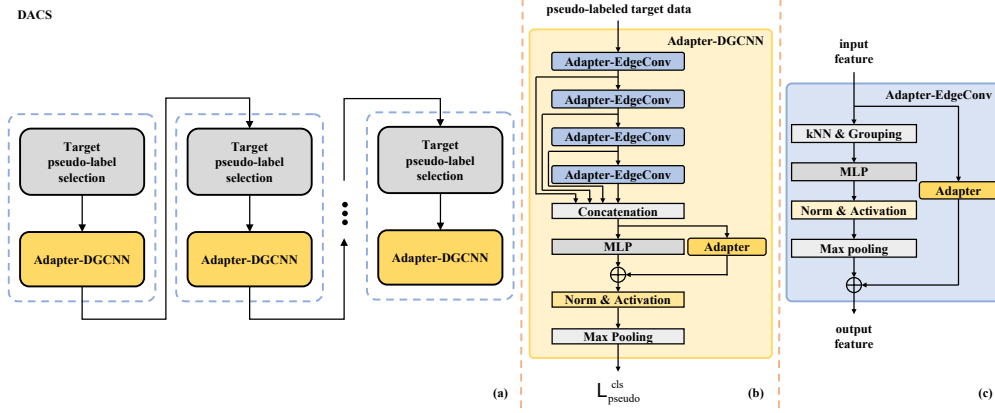 DACS
Target
pseudo-label
selection
Adapter-DGCNN
Target
pseudo-label
selection
Adapter-DGCNN
Target
pseudo-label
selection
Adapter-DGCNN
(a)
pseudo-labeled target data
Adapter-DGCNN
Adapter-EdgeConv
Adapter-EdgeConv
Adapter-EdgeConv
Adapter-EdgeConv
Concatenation
MLP
Adapter
Norm & Activation
Max Pooling
L cls pseudo
(b)
input
feature
Adapter-EdgeConv
kNN & Grouping
MLP
Adapter
Norm & Activation
Max pooling
output
feature
(c)